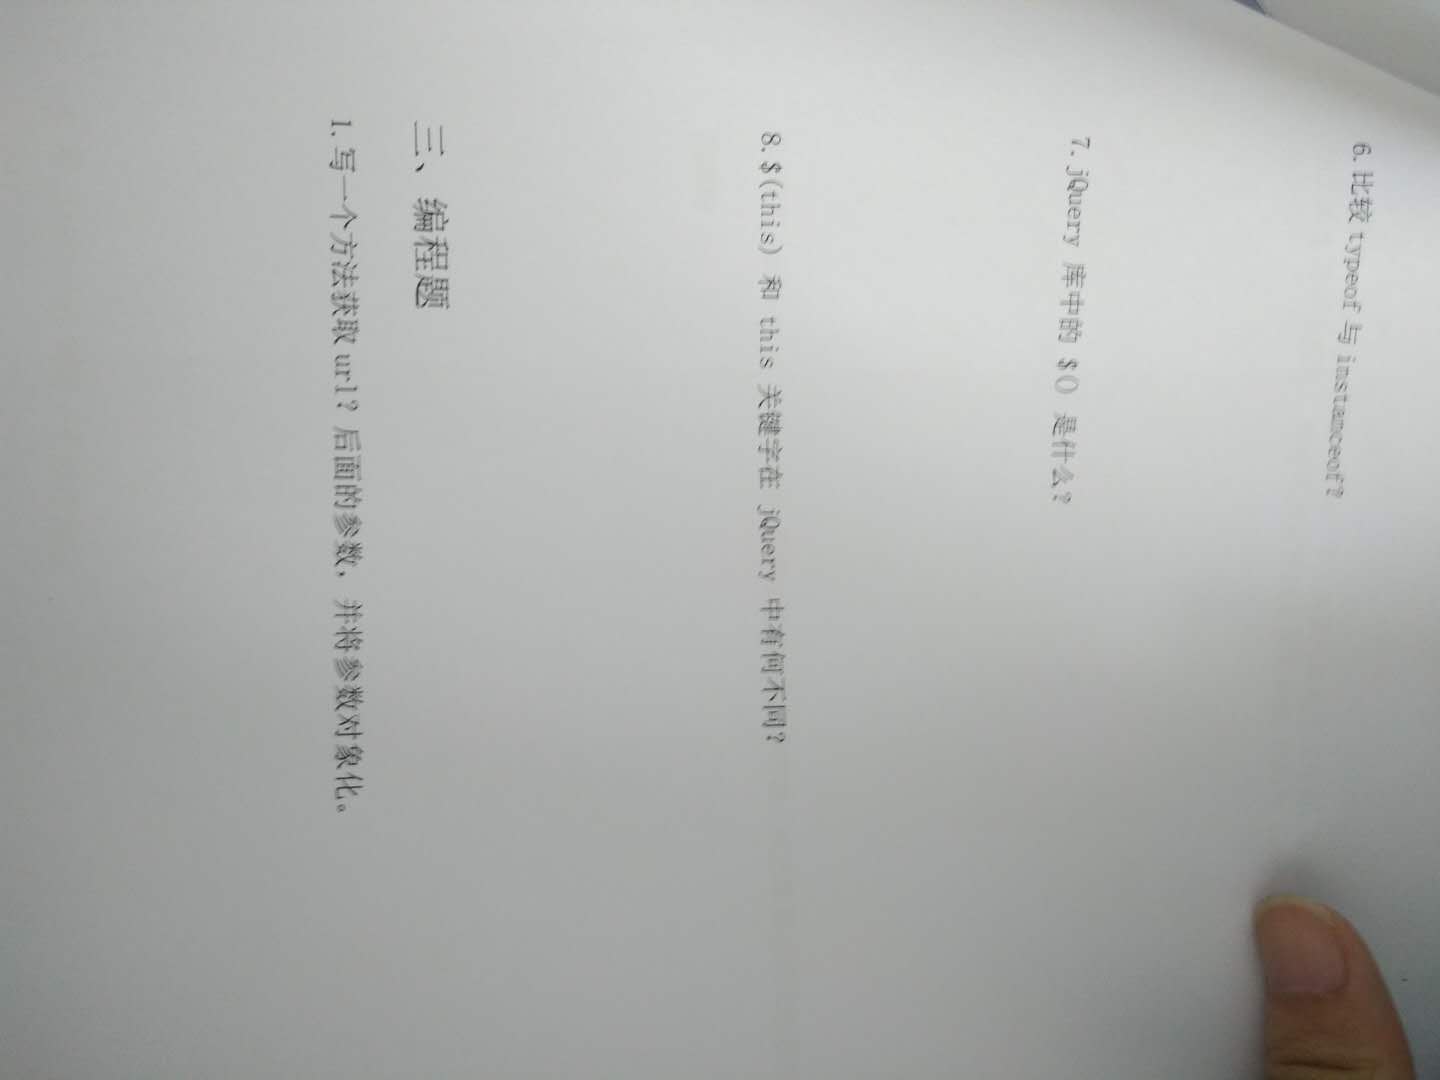 6. 比较 typeof 与 instanceof?
7. jQuery 库中的 $() 是什么？
8. $(this) 和 this 关键字在 jQuery 中有何不同？
三、编程题
1. 写一个方法获取 url? 后面的参数，并将参数对象化。